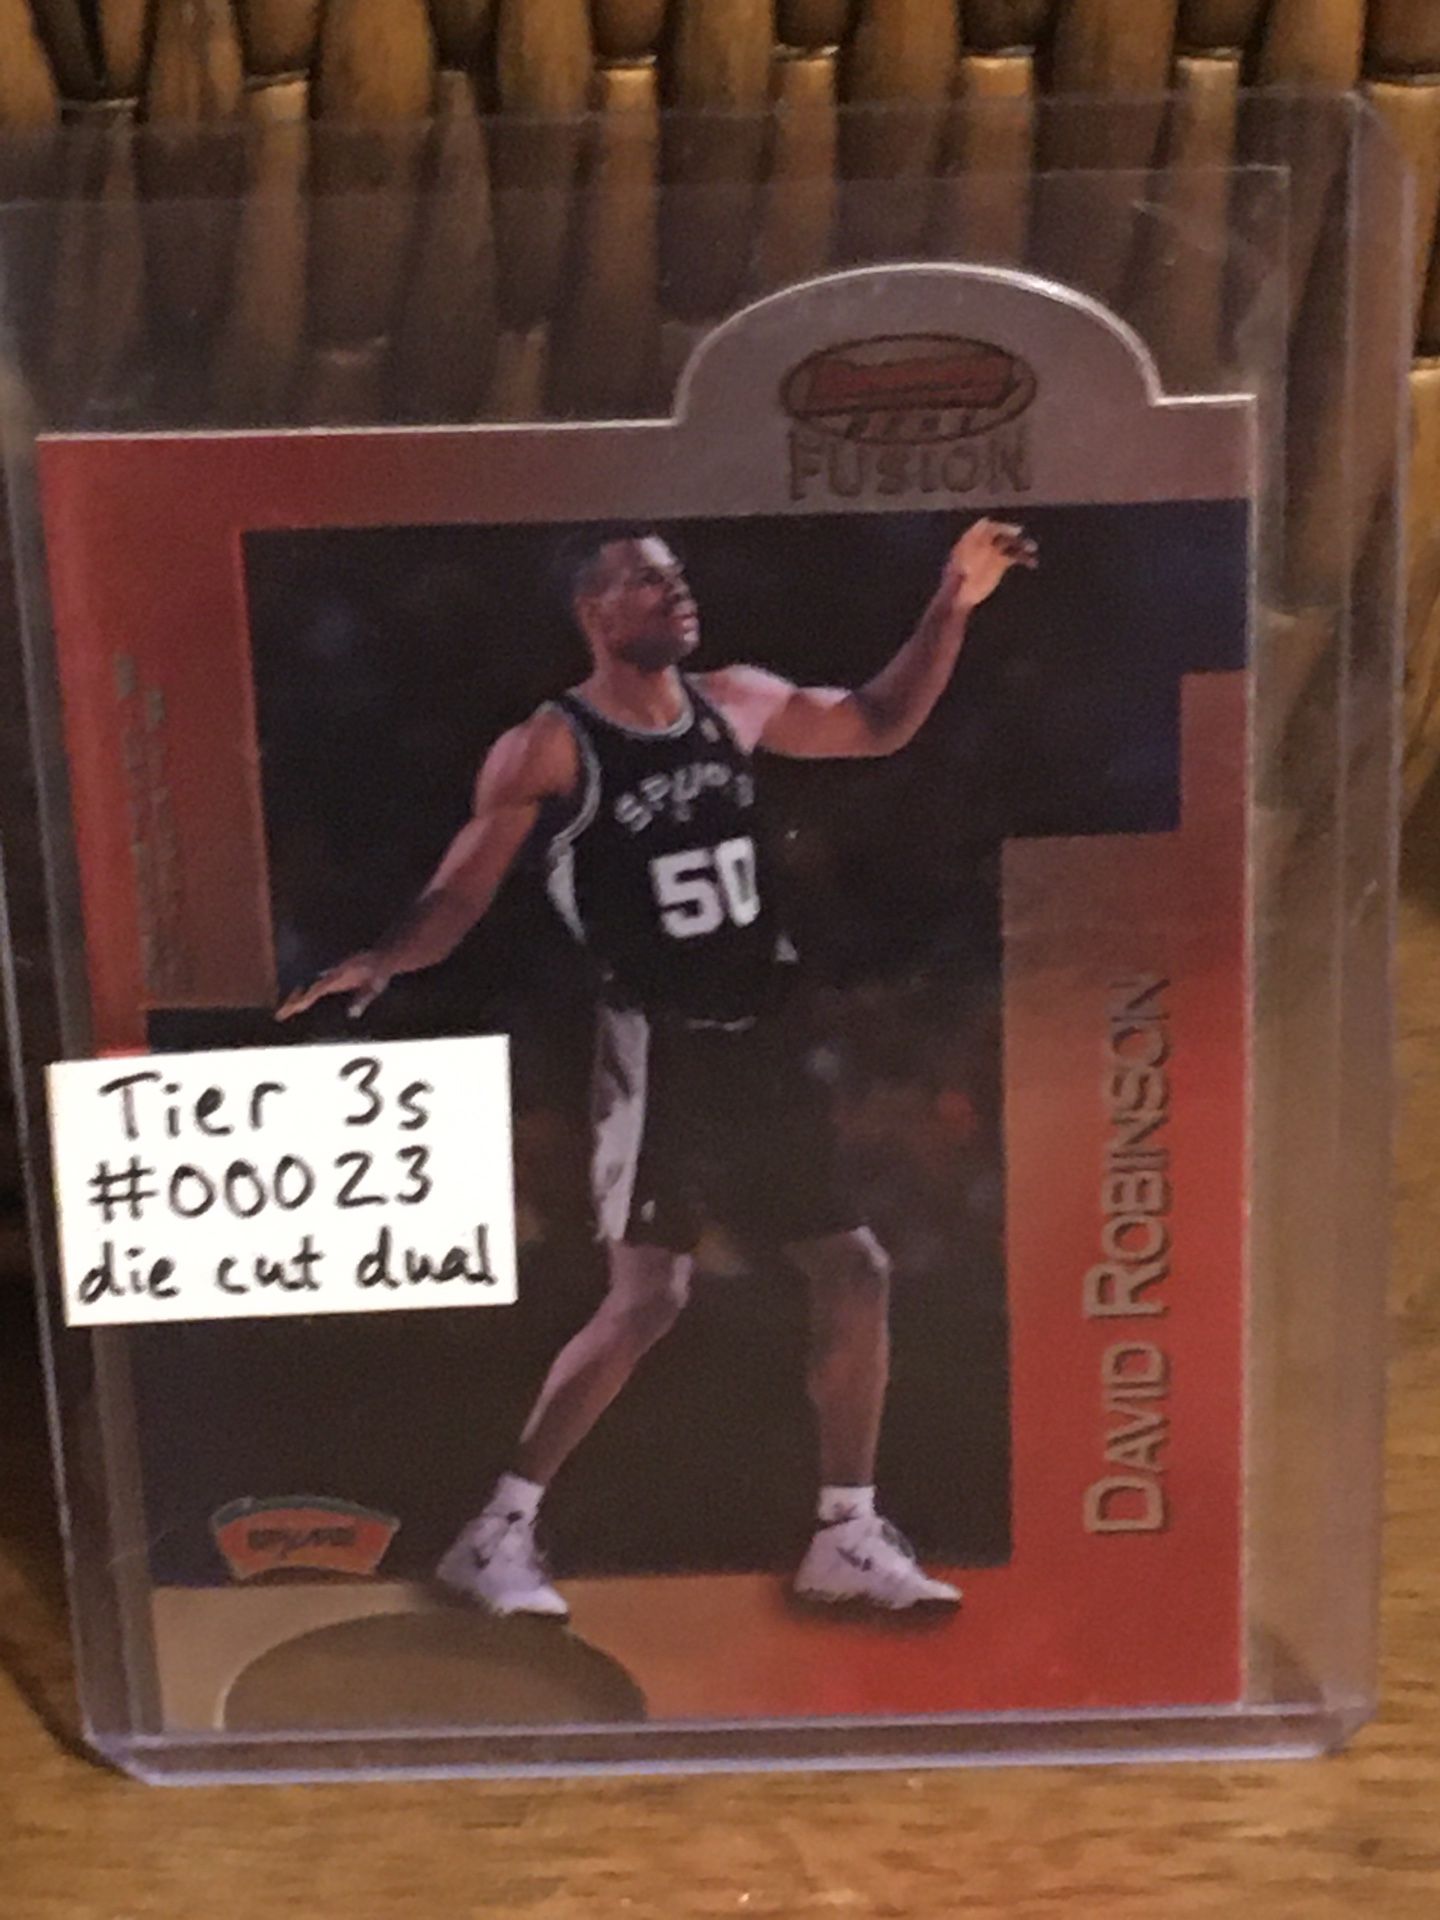 FUSION
SPURS
50
Tier 3s
#00023
die cut dual
DAVID ROBINSON